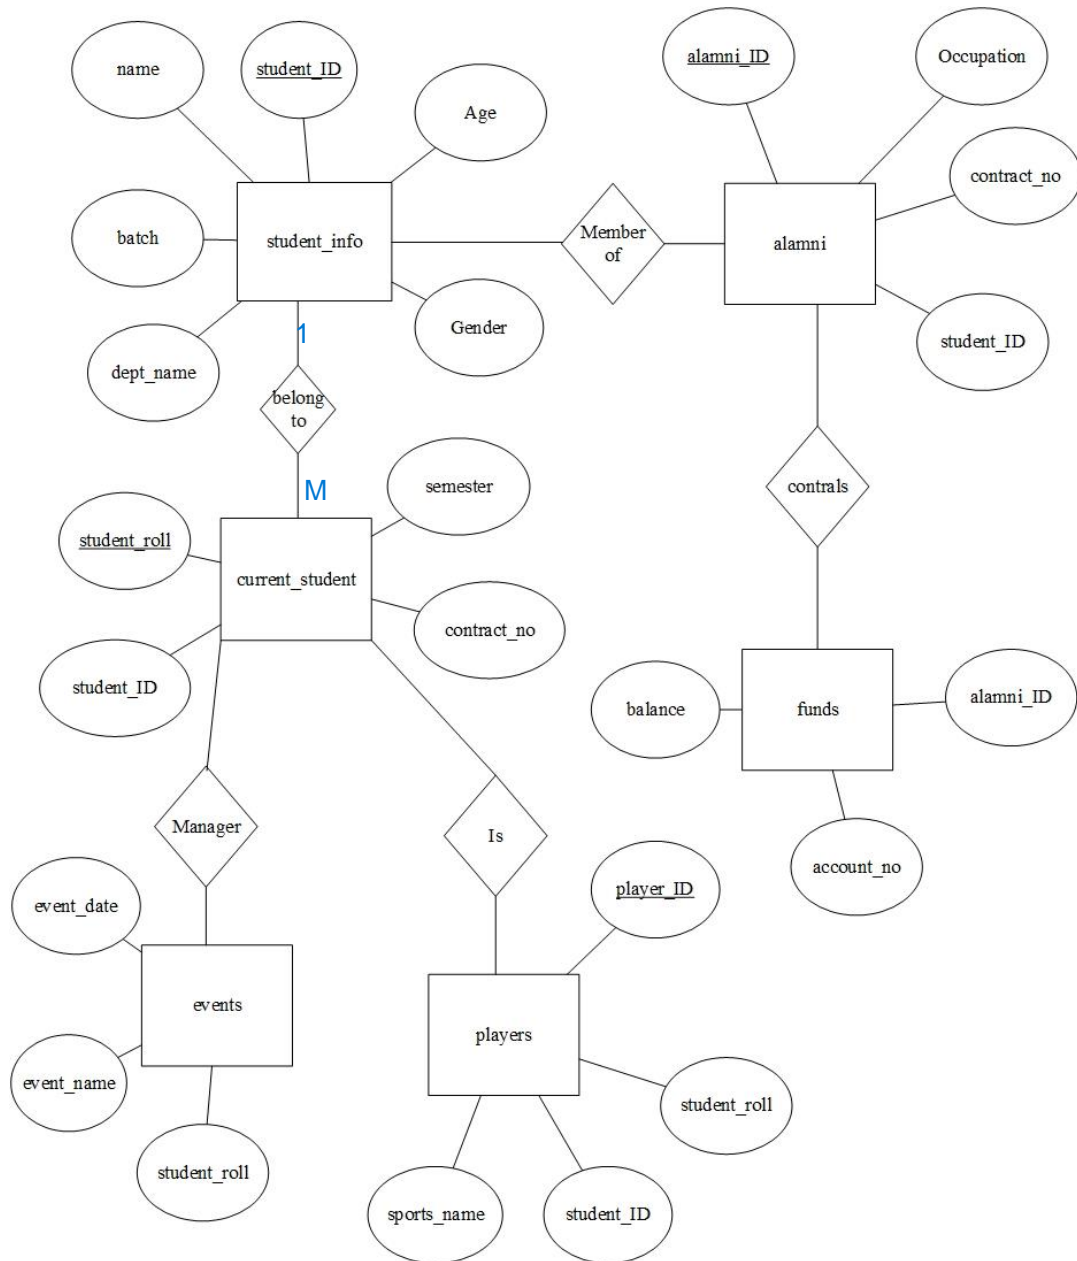 name
student_ID
Age
alamni_ID
Occupation
contract_no
batch
student_info
Member
of
alamni
dept_name
Gender
student_ID
1
belong
to
M
semester
contrals
student_roll
current_student
contract_no
student_ID
balance
funds
alamni_ID
Manager
Is
account_no
player_ID
event_date
events
players
event_name
student_roll
student_roll
sports_name
student_ID